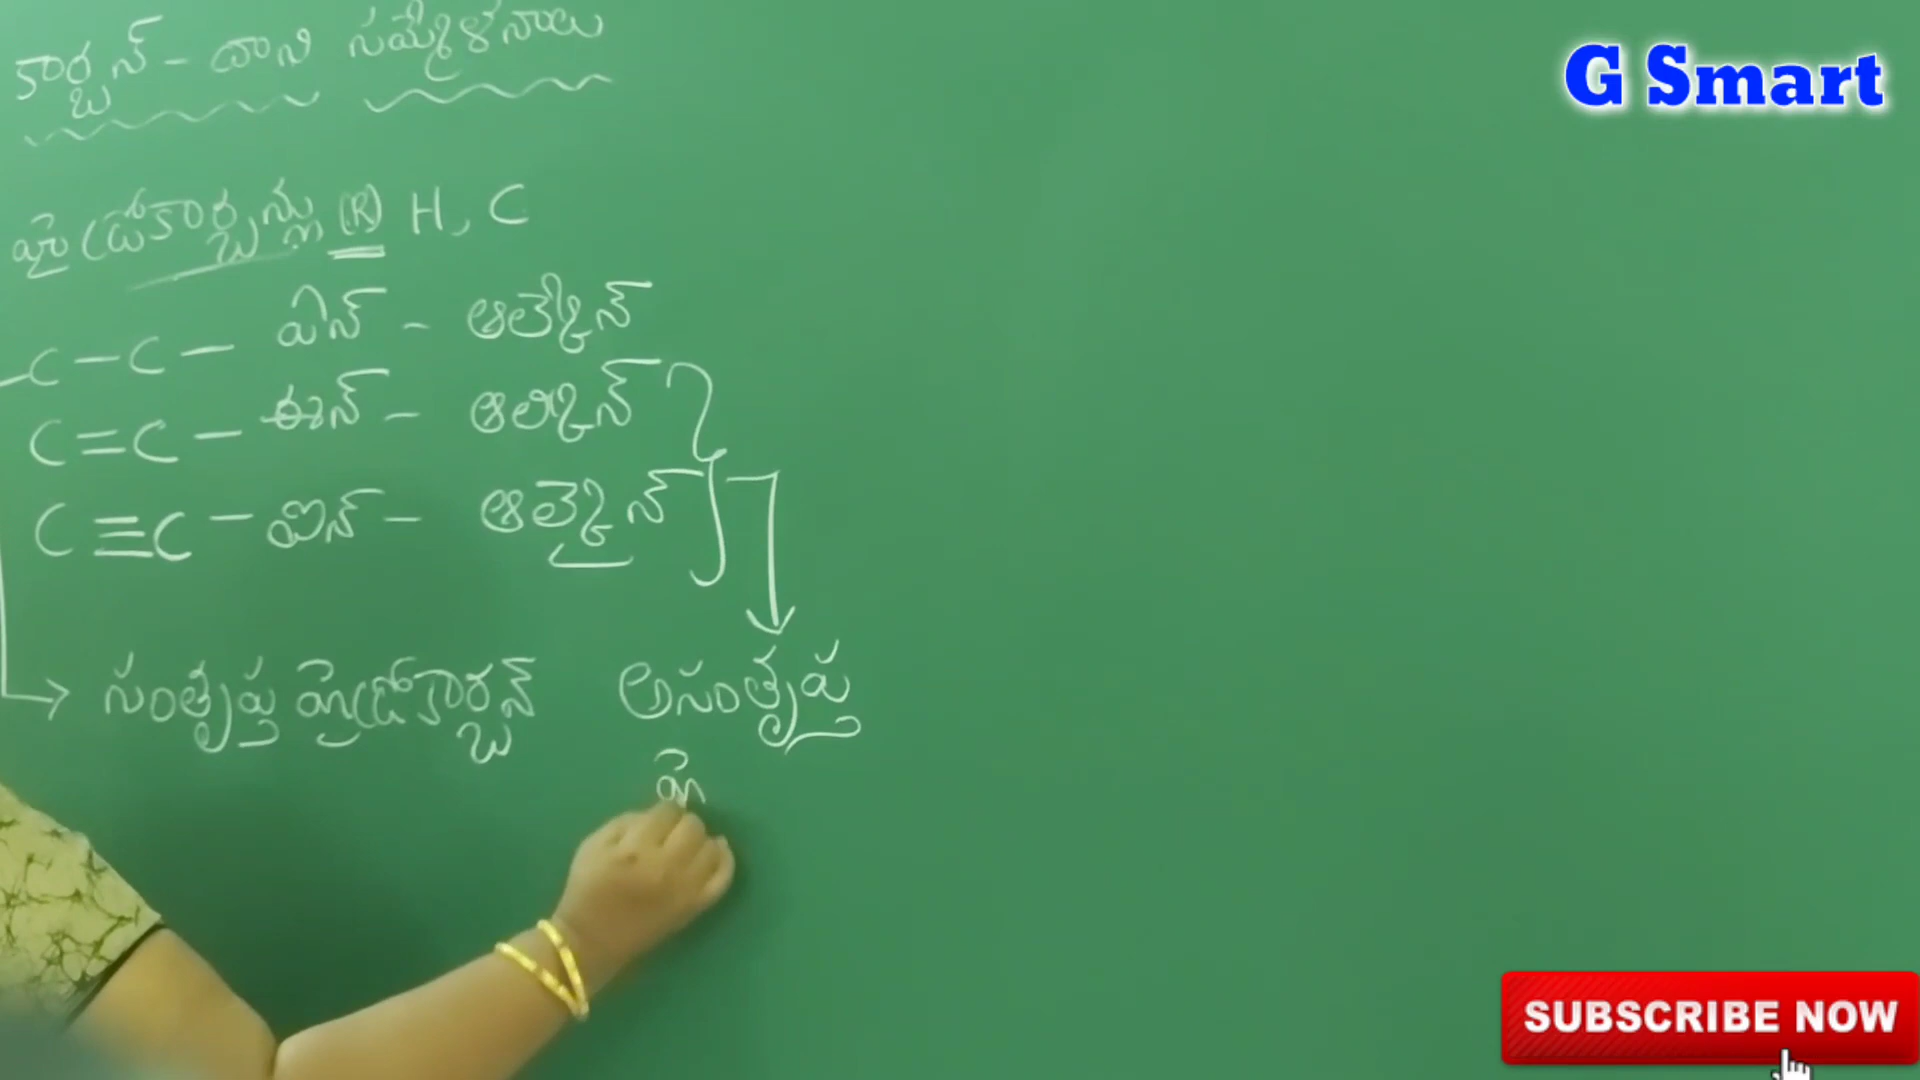 కార్బన్ - దాని సమ్మేళనాలు
హైడ్రోకార్బన్లు (R) H, C
-C-C- ఏన్ - ఆల్కేన్
C=C- ఈన్ - ఆల్కీన్
C≡C- ఐన్ - ఆల్కైన్
→ సంతృప్త హైడ్రోకార్బన్ అసంతృప్త
హై
G Smart
SUBSCRIBE NOW